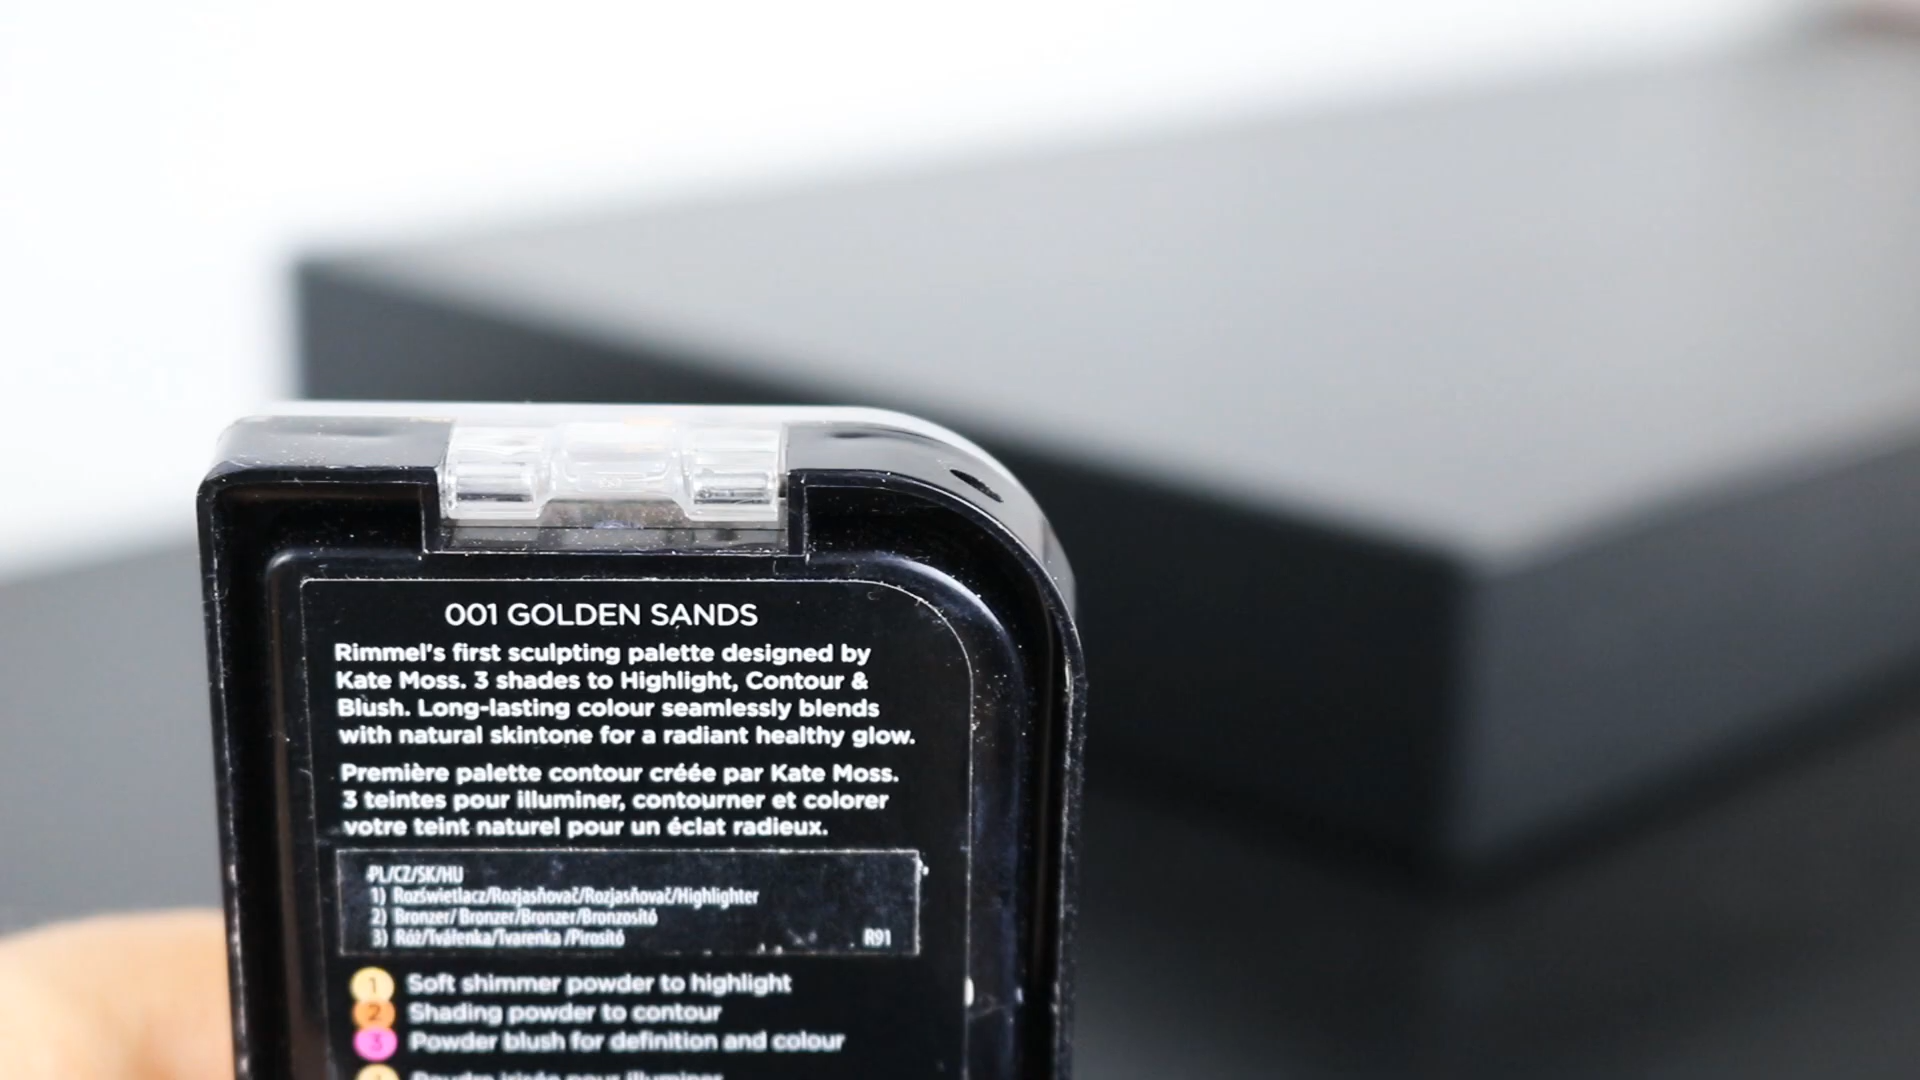 001 GOLDEN SANDS
Rimmel's first sculpting palette designed by
Kate Moss. 3 shades to Highlight, Contour &
Blush. Long-lasting colour seamlessly blends
with natural skintone for a radiant healthy glow.
Première palette contour créée par Kate Moss.
3 teintes pour illuminer, contourner et colorer
votre teint naturel pour un éclat radieux.
PL/CZ/SK/HU
1) Rozświetlacz/Rozjasňovač/Rozjasňovač/Highlighter
2) Bronzer/ Bronzer/Bronzer/Bronzosító
3) Róż/Tvářenka/Tvarenka /Pirosító R91
1 Soft shimmer powder to highlight
2 Shading powder to contour
3 Powder blush for definition and colour
Poudre irisée pour illuminer